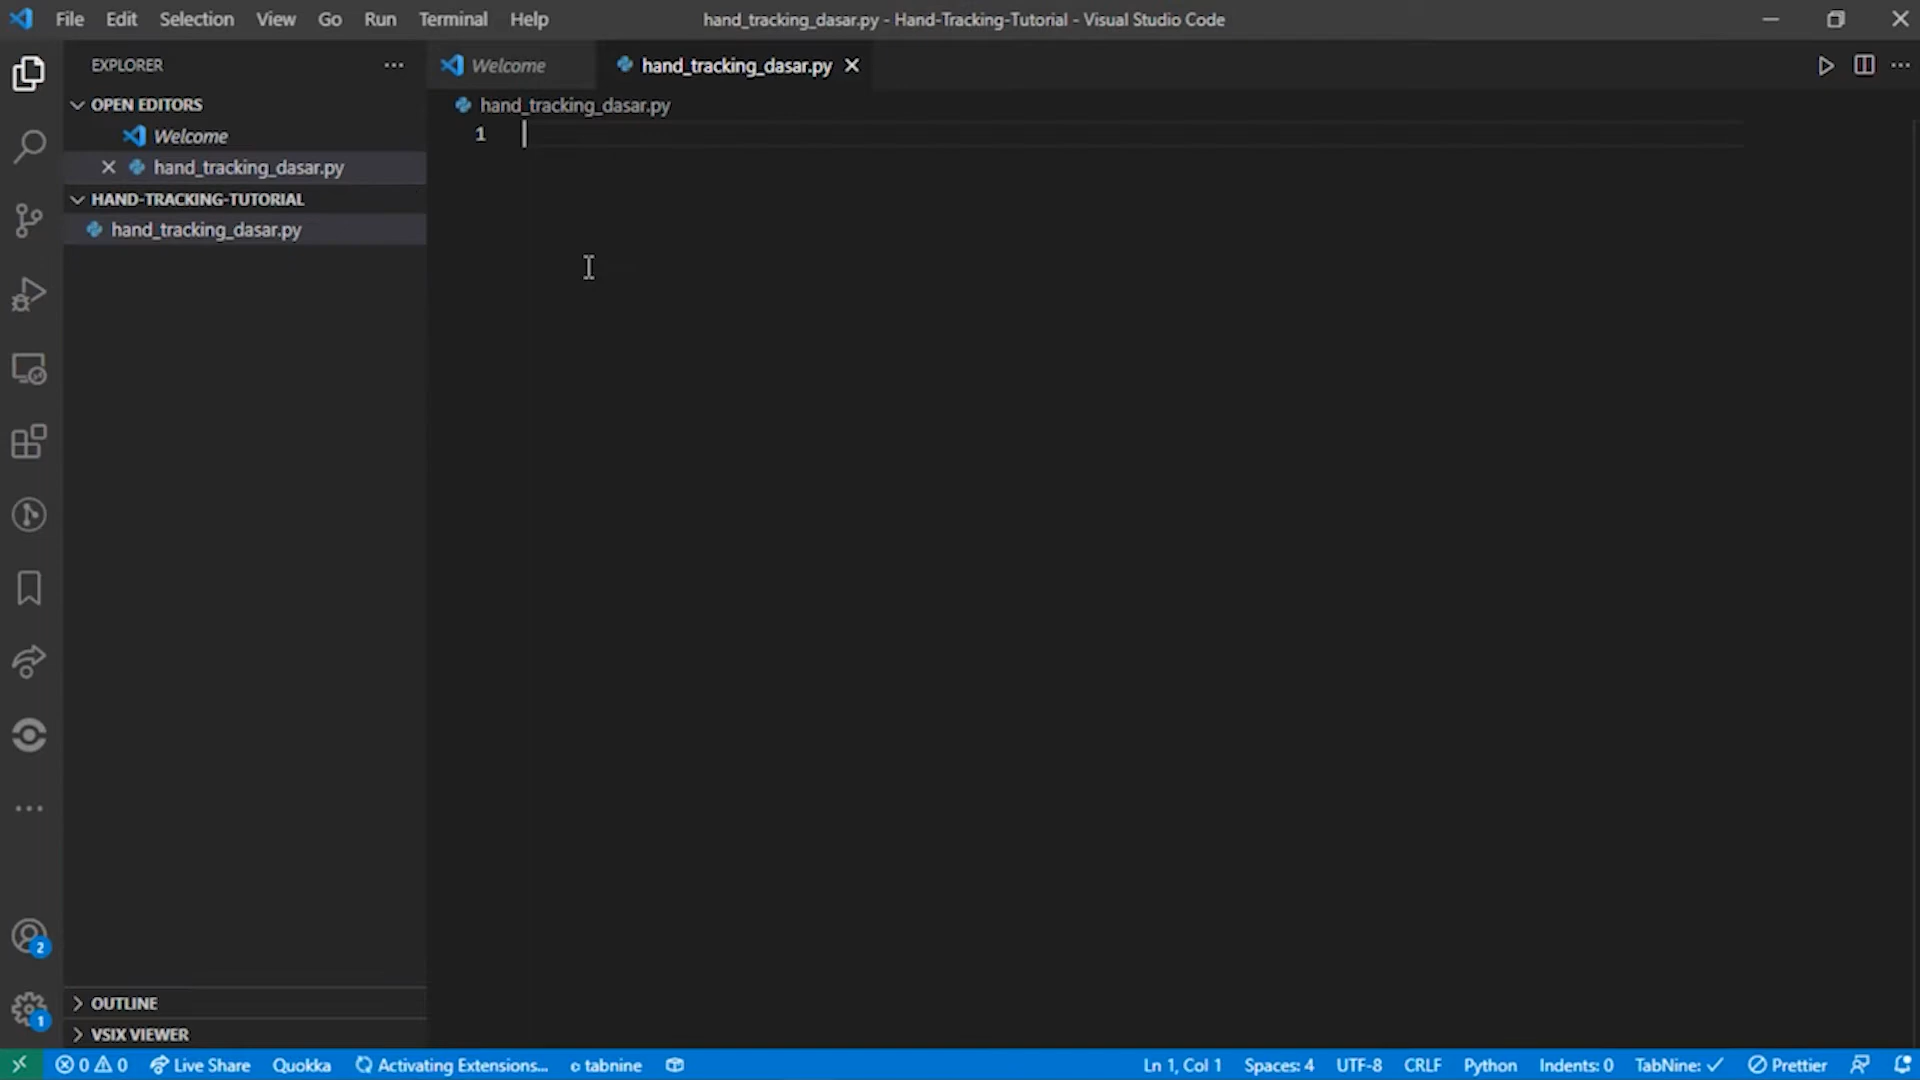 File Edit Selection View Go Run Terminal Help
hand_tracking_dasar.py - Hand-Tracking-Tutorial - Visual Studio Code
EXPLORER
Welcome
hand_tracking_dasar.py
OPEN EDITORS
Welcome
hand_tracking_dasar.py
HAND-TRACKING-TUTORIAL
hand_tracking_dasar.py
hand_tracking_dasar.py
1
2
1
OUTLINE
VSIX VIEWER
0 0 Live Share Quokka Activating Extensions... tabnine
Ln 1, Col 1 Spaces: 4 UTF-8 CRLF Python Indents: 0 TabNine: Prettier